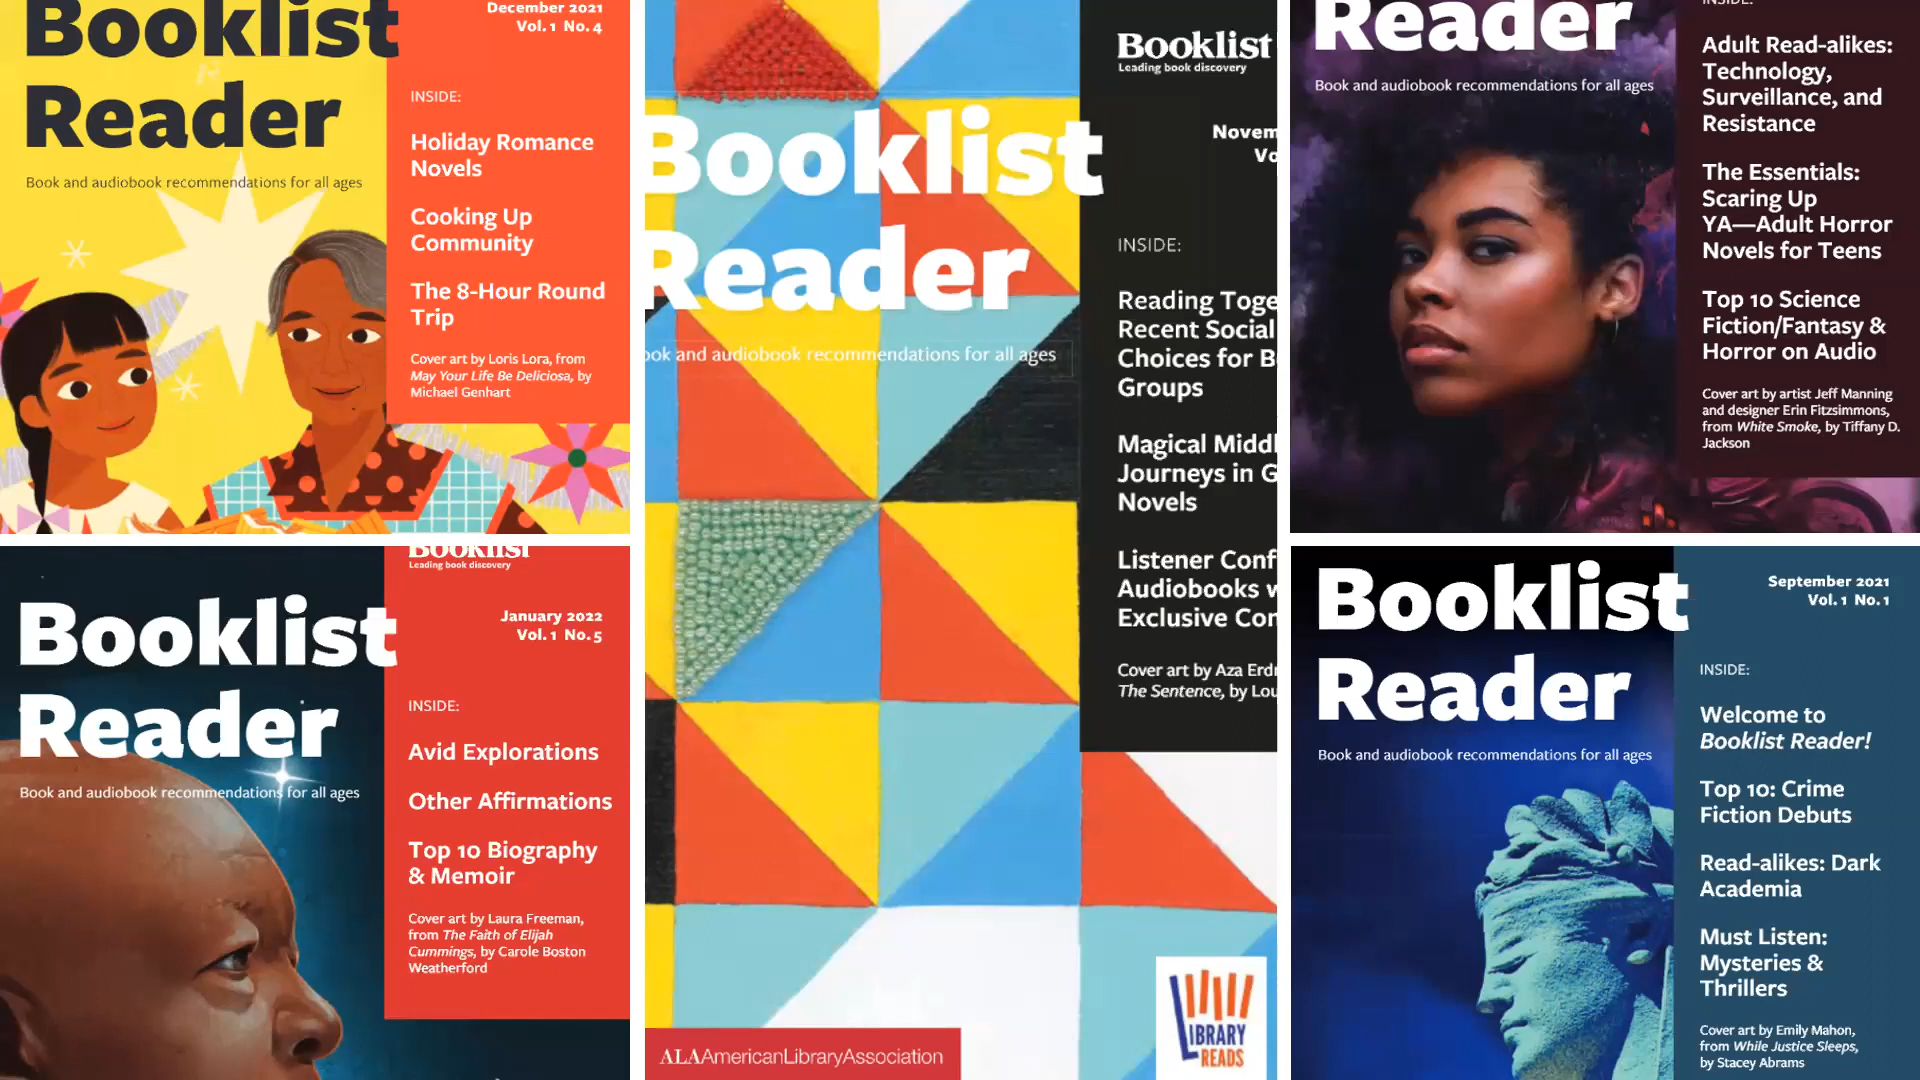 Booklist
Reader
Book and audiobook recommendations for all ages
December 2021
Vol. 1 No. 4
INSIDE:
Holiday Romance
Novels
Cooking Up
Community
The 8-Hour Round
Trip
Cover art by Loris Lora, from
May Your Life Be Deliciosa, by
Michael Genhart
Booklist
Leading book discovery
Booklist
Reader
January 2022
Vol. 1 No. 5
Book and audiobook recommendations for all ages
INSIDE:
Avid Explorations
Other Affirmations
Top 10 Biography
& Memoir
Cover art by Laura Freeman,
from The Faith of Elijah
Cummings, by Carole Boston
Weatherford
Booklist
Leading book discovery
Booklist
Reader
ook and audiobook recommendations for all ages
Novem
Vo
INSIDE:
Reading Toge
Recent Social
Choices for B
Groups
Magical Middl
Journeys in G
Novels
Listener Conf
Audiobooks w
Exclusive Con
Cover art by Aza Erdr
The Sentence, by Lou
ALAAmericanLibraryAssociation
LIBRARY
READS
Reader
Book and audiobook recommendations for all ages
INSIDE:
Adult Read-alikes:
Technology,
Surveillance, and
Resistance
The Essentials:
Scaring Up
YA—Adult Horror
Novels for Teens
Top 10 Science
Fiction/Fantasy &
Horror on Audio
Cover art by artist Jeff Manning
and designer Erin Fitzsimmons,
from White Smoke, by Tiffany D.
Jackson
Booklist
Reader
Book and audiobook recommendations for all ages
September 2021
Vol. 1 No. 1
INSIDE:
Welcome to
Booklist Reader!
Top 10: Crime
Fiction Debuts
Read-alikes: Dark
Academia
Must Listen:
Mysteries &
Thrillers
Cover art by Emily Mahon,
from While Justice Sleeps,
by Stacey Abrams